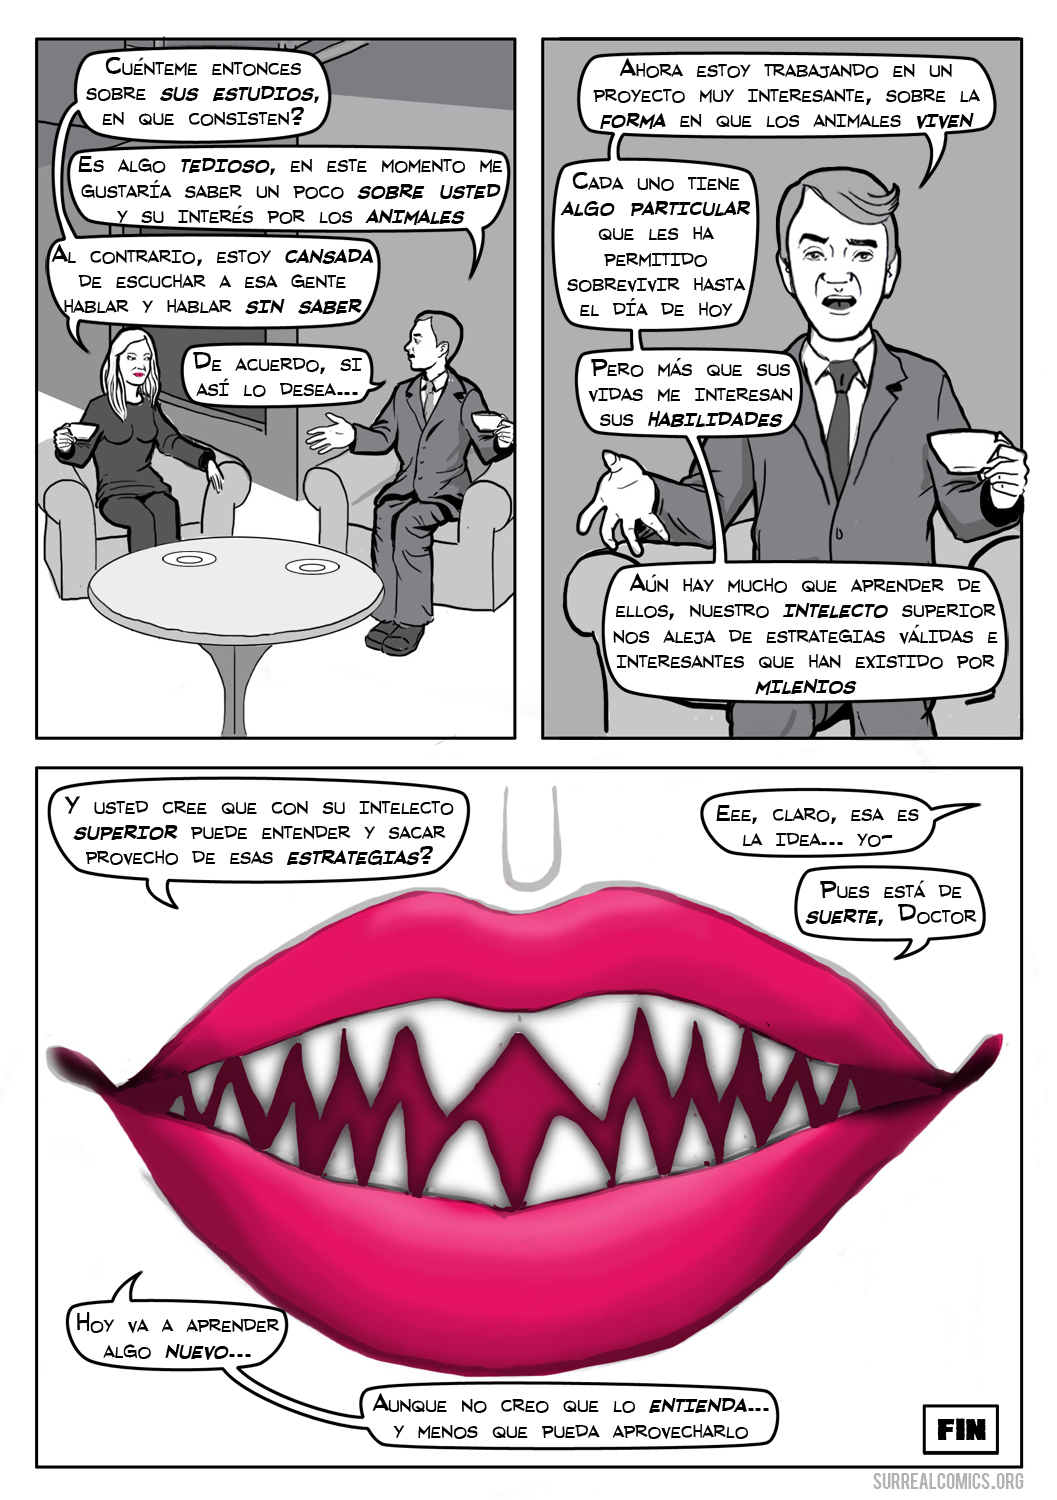 Cuénteme entonces
sobre sus estudios,
en que consisten?
Es algo tedioso, en este momento me
gustaría saber un poco sobre usted
y su interés por los animales
Al contrario, estoy cansada
de escuchar a esa gente
hablar y hablar sin saber
De acuerdo, si
así lo desea...
Ahora estoy trabajando en un
proyecto muy interesante, sobre la
forma en que los animales viven
Cada uno tiene
algo particular
que les ha
permitido
sobrevivir hasta
el día de hoy
Pero más que sus
vidas me interesan
sus habilidades
Aún hay mucho que aprender de
ellos, nuestro intelecto superior
nos aleja de estrategias válidas e
interesantes que han existido por
milenios
Y usted cree que con su intelecto
superior puede entender y sacar
provecho de esas estrategias?
Eee, claro, esa es
la idea... yo-
Pues está de
suerte, Doctor
Hoy va a aprender
algo nuevo...
Aunque no creo que lo entienda...
y menos que pueda aprovecharlo
FIN
SURREALCOMICS.ORG